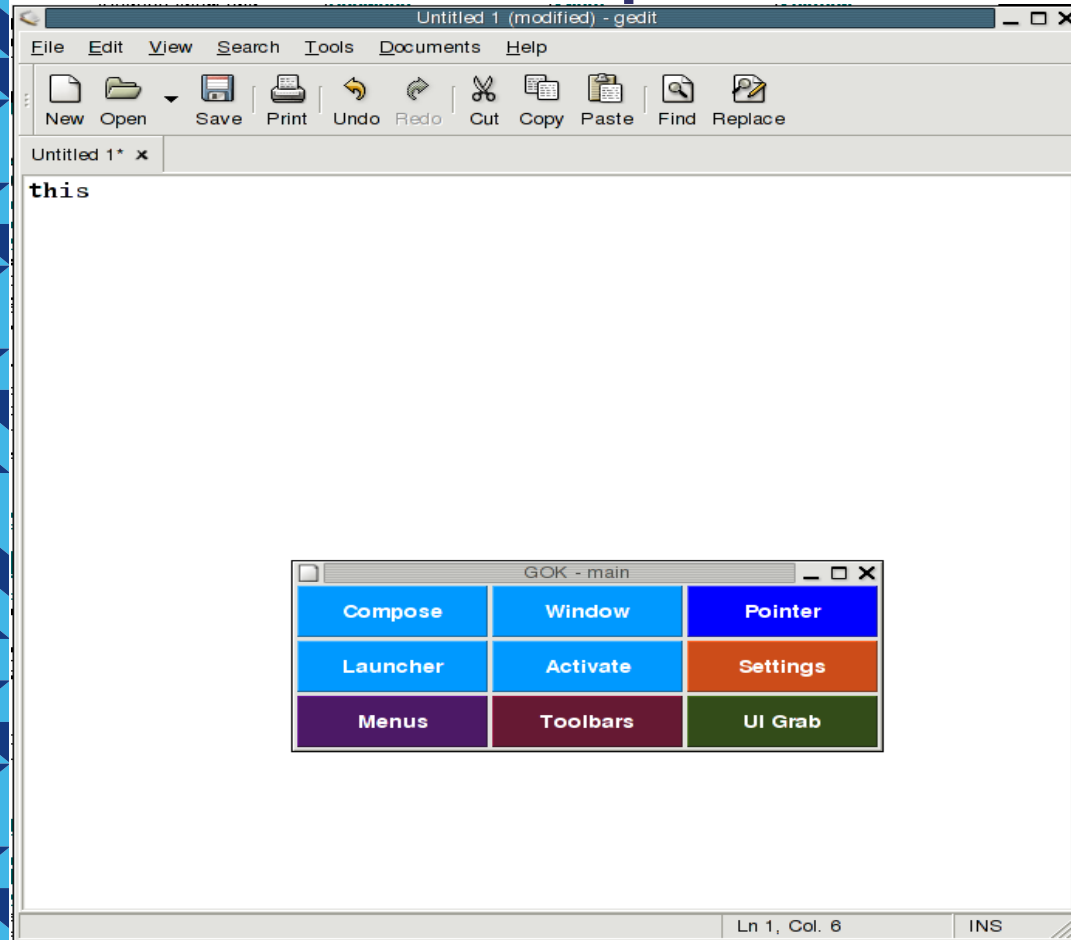 Untitled 1 (modified) - gedit
File Edit View Search Tools Documents Help
New Open Save Print Undo Redo Cut Copy Paste Find Replace
Untitled 1*
this
GOK - main
Compose Window Pointer
Launcher Activate Settings
Menus Toolbars UI Grab
Ln 1, Col. 6 INS